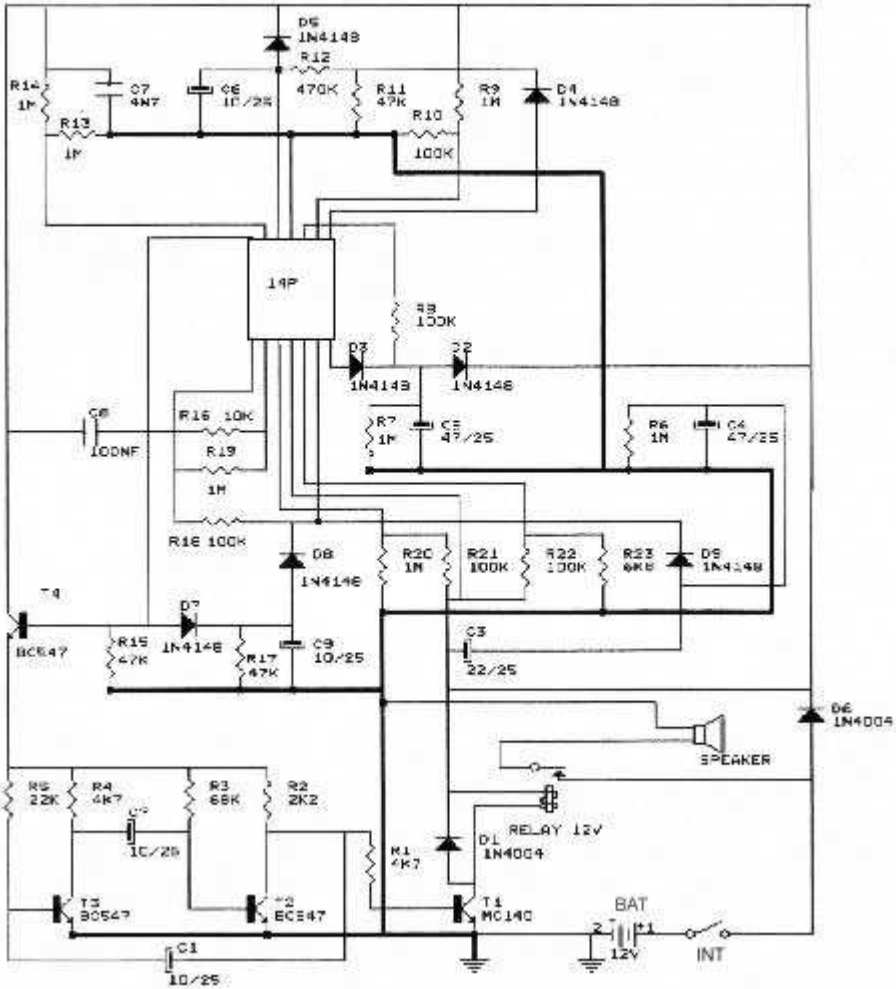 D5
1N4148
R12
470K
R14
1M
C7
4N7
C6
10/25
R11
47K
R9
1M
D4
1N4148
R13
1M
R10
100K
14P
R8
100K
D3
1N4148
D2
1N4148
C8
100NF
R16 10K
R19
1M
R7
1M
47/25
R6
1M
C4
47/25
R18 100K
D8
1N4148
R20
1M
R21
100K
R22
100K
R23
6K8
D9
1N4148
T4
BC547
R15
47K
D7
1N4148
R17
47K
C9
10/25
C3
22/25
D6
1N4004
SPEAKER
R5
22K
R4
4K7
C2
10/25
R3
68K
R2
2K2
RELAY 12V
R1
4K7
D1
1N4004
T3
BC547
T2
BC547
T1
BAT
2 +1
12V
INT
C1
10/25